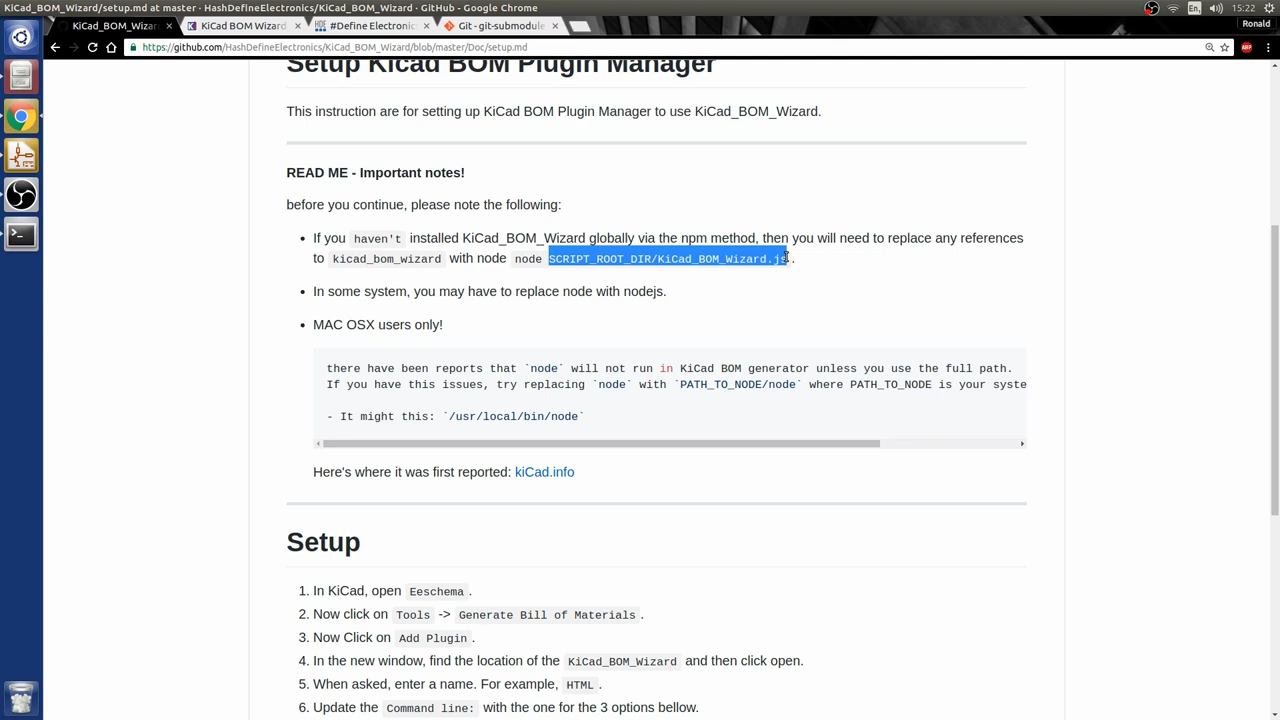 KiCad_BOM_Wizard/setup.md at master · HashDefineElectronics/KiCad_BOM_Wizard · GitHub - Google Chrome
En
15:22
KiCad_BOM_Wizar
KiCad BOM Wizard
#Define Electronic
Git - git-submodule
Ronald
https://github.com/HashDefineElectronics/KiCad_BOM_Wizard/blob/master/Doc/setup.md
ABP
Setup Kicad BOM Plugin Manager
This instruction are for setting up KiCad BOM Plugin Manager to use KiCad_BOM_Wizard.
READ ME - Important notes!
before you continue, please note the following:
• If you haven't installed KiCad_BOM_Wizard globally via the npm method, then you will need to replace any references
to kicad_bom_wizard with node node SCRIPT_ROOT_DIR/KiCad_BOM_Wizard.js.
• In some system, you may have to replace node with nodejs.
• MAC OSX users only!
there have been reports that `node` will not run in KiCad BOM generator unless you use the full path.
If you have this issues, try replacing `node` with `PATH_TO_NODE/node` where PATH_TO_NODE is your syste
- It might this: `/usr/local/bin/node`
Here's where it was first reported: kiCad.info
Setup
1. In KiCad, open Eeschema.
2. Now click on Tools -> Generate Bill of Materials.
3. Now Click on Add Plugin.
4. In the new window, find the location of the KiCad_BOM_Wizard and then click open.
5. When asked, enter a name. For example, HTML.
6. Update the Command line: with the one for the 3 options bellow.